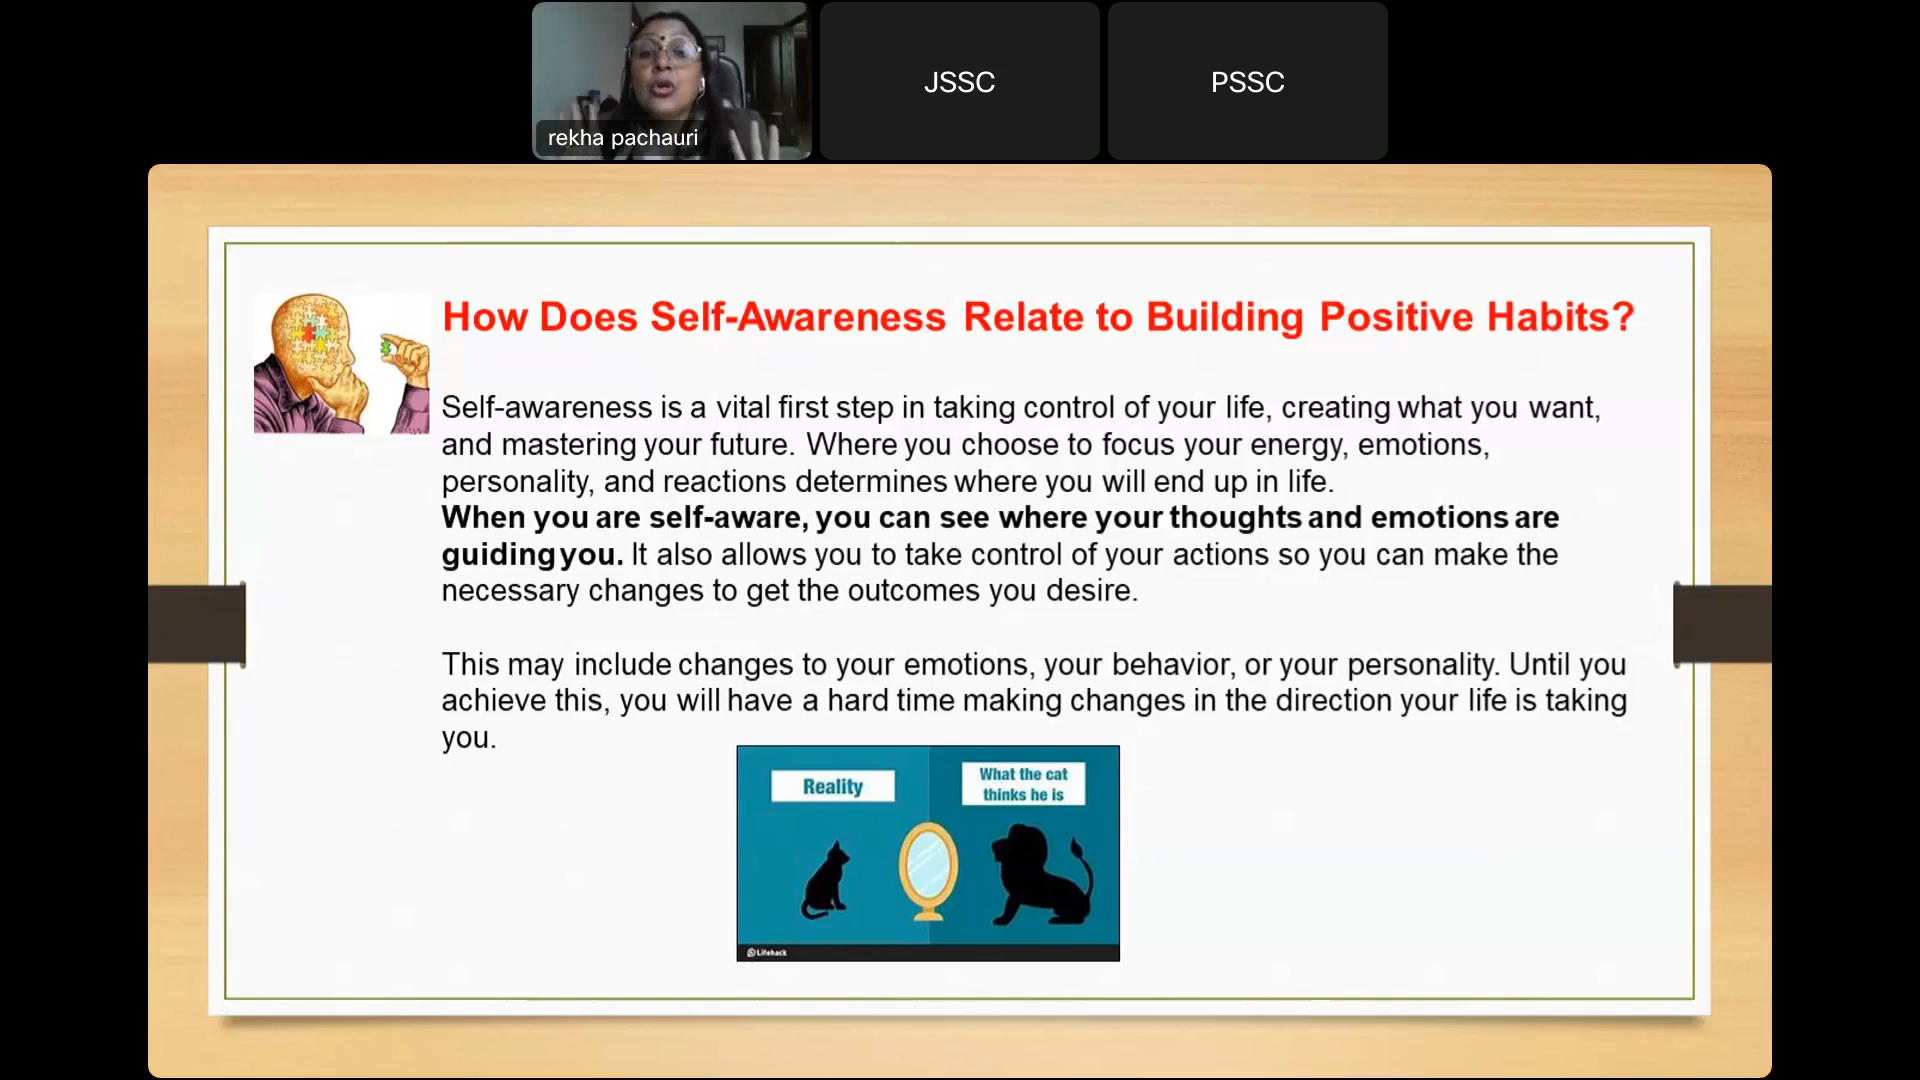 rekha pachauri
JSSC
PSSC
How Does Self-Awareness Relate to Building Positive Habits?
Self-awareness is a vital first step in taking control of your life, creating what you want,
and mastering your future. Where you choose to focus your energy, emotions,
personality, and reactions determines where you will end up in life.
When you are self-aware, you can see where your thoughts and emotions are
guiding you. It also allows you to take control of your actions so you can make the
necessary changes to get the outcomes you desire.
This may include changes to your emotions, your behavior, or your personality. Until you
achieve this, you will have a hard time making changes in the direction your life is taking
you.
Reality
What the cat
thinks he is
Lifehack